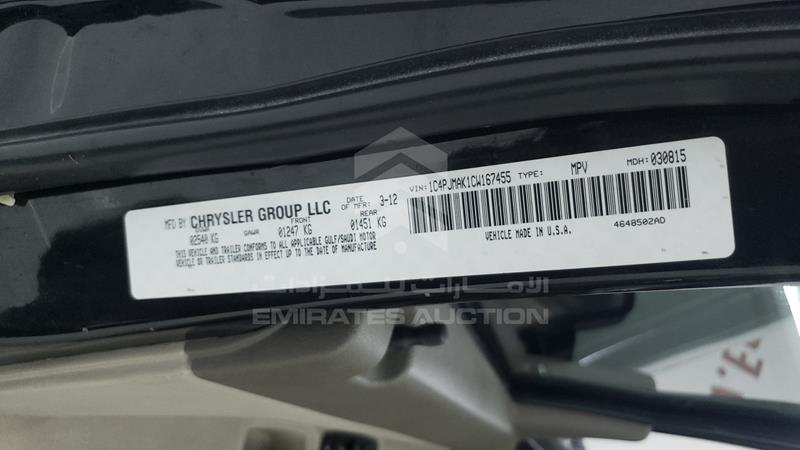 MFD BY CHRYSLER GROUP LLC DATE OF MFR: 3-12 VIN: 1C4PJMAK1CW167455 TYPE: MPV MDH: 030815
GVWR 02540 KG GAWR FRONT 01247 KG REAR 01451 KG
THIS VEHICLE AND TRAILER CONFORMS TO ALL APPLICABLE GULF/SAUDI MOTOR
VEHICLE OR TRAILER STANDARDS IN EFFECT UP TO THE TIME OF MANUFACTURE
VEHICLE MADE IN U.S.A. 4648502AD
الإمارات للمزادات
EMIRATES AUCTION